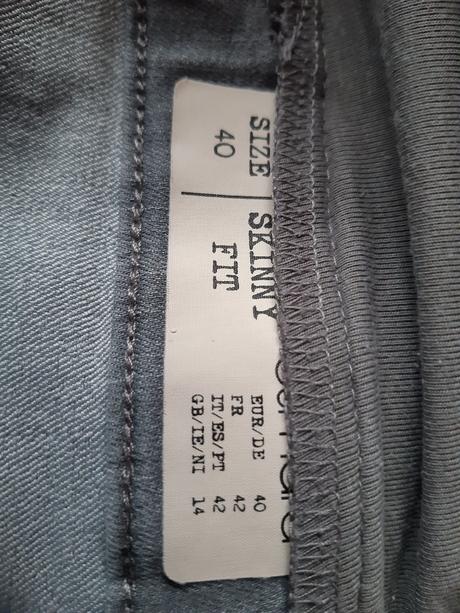 SIZE
40
SKINNY
FIT
EUR/DE 40
FR 42
IT/ES/PT 42
GB/IE/NI 14